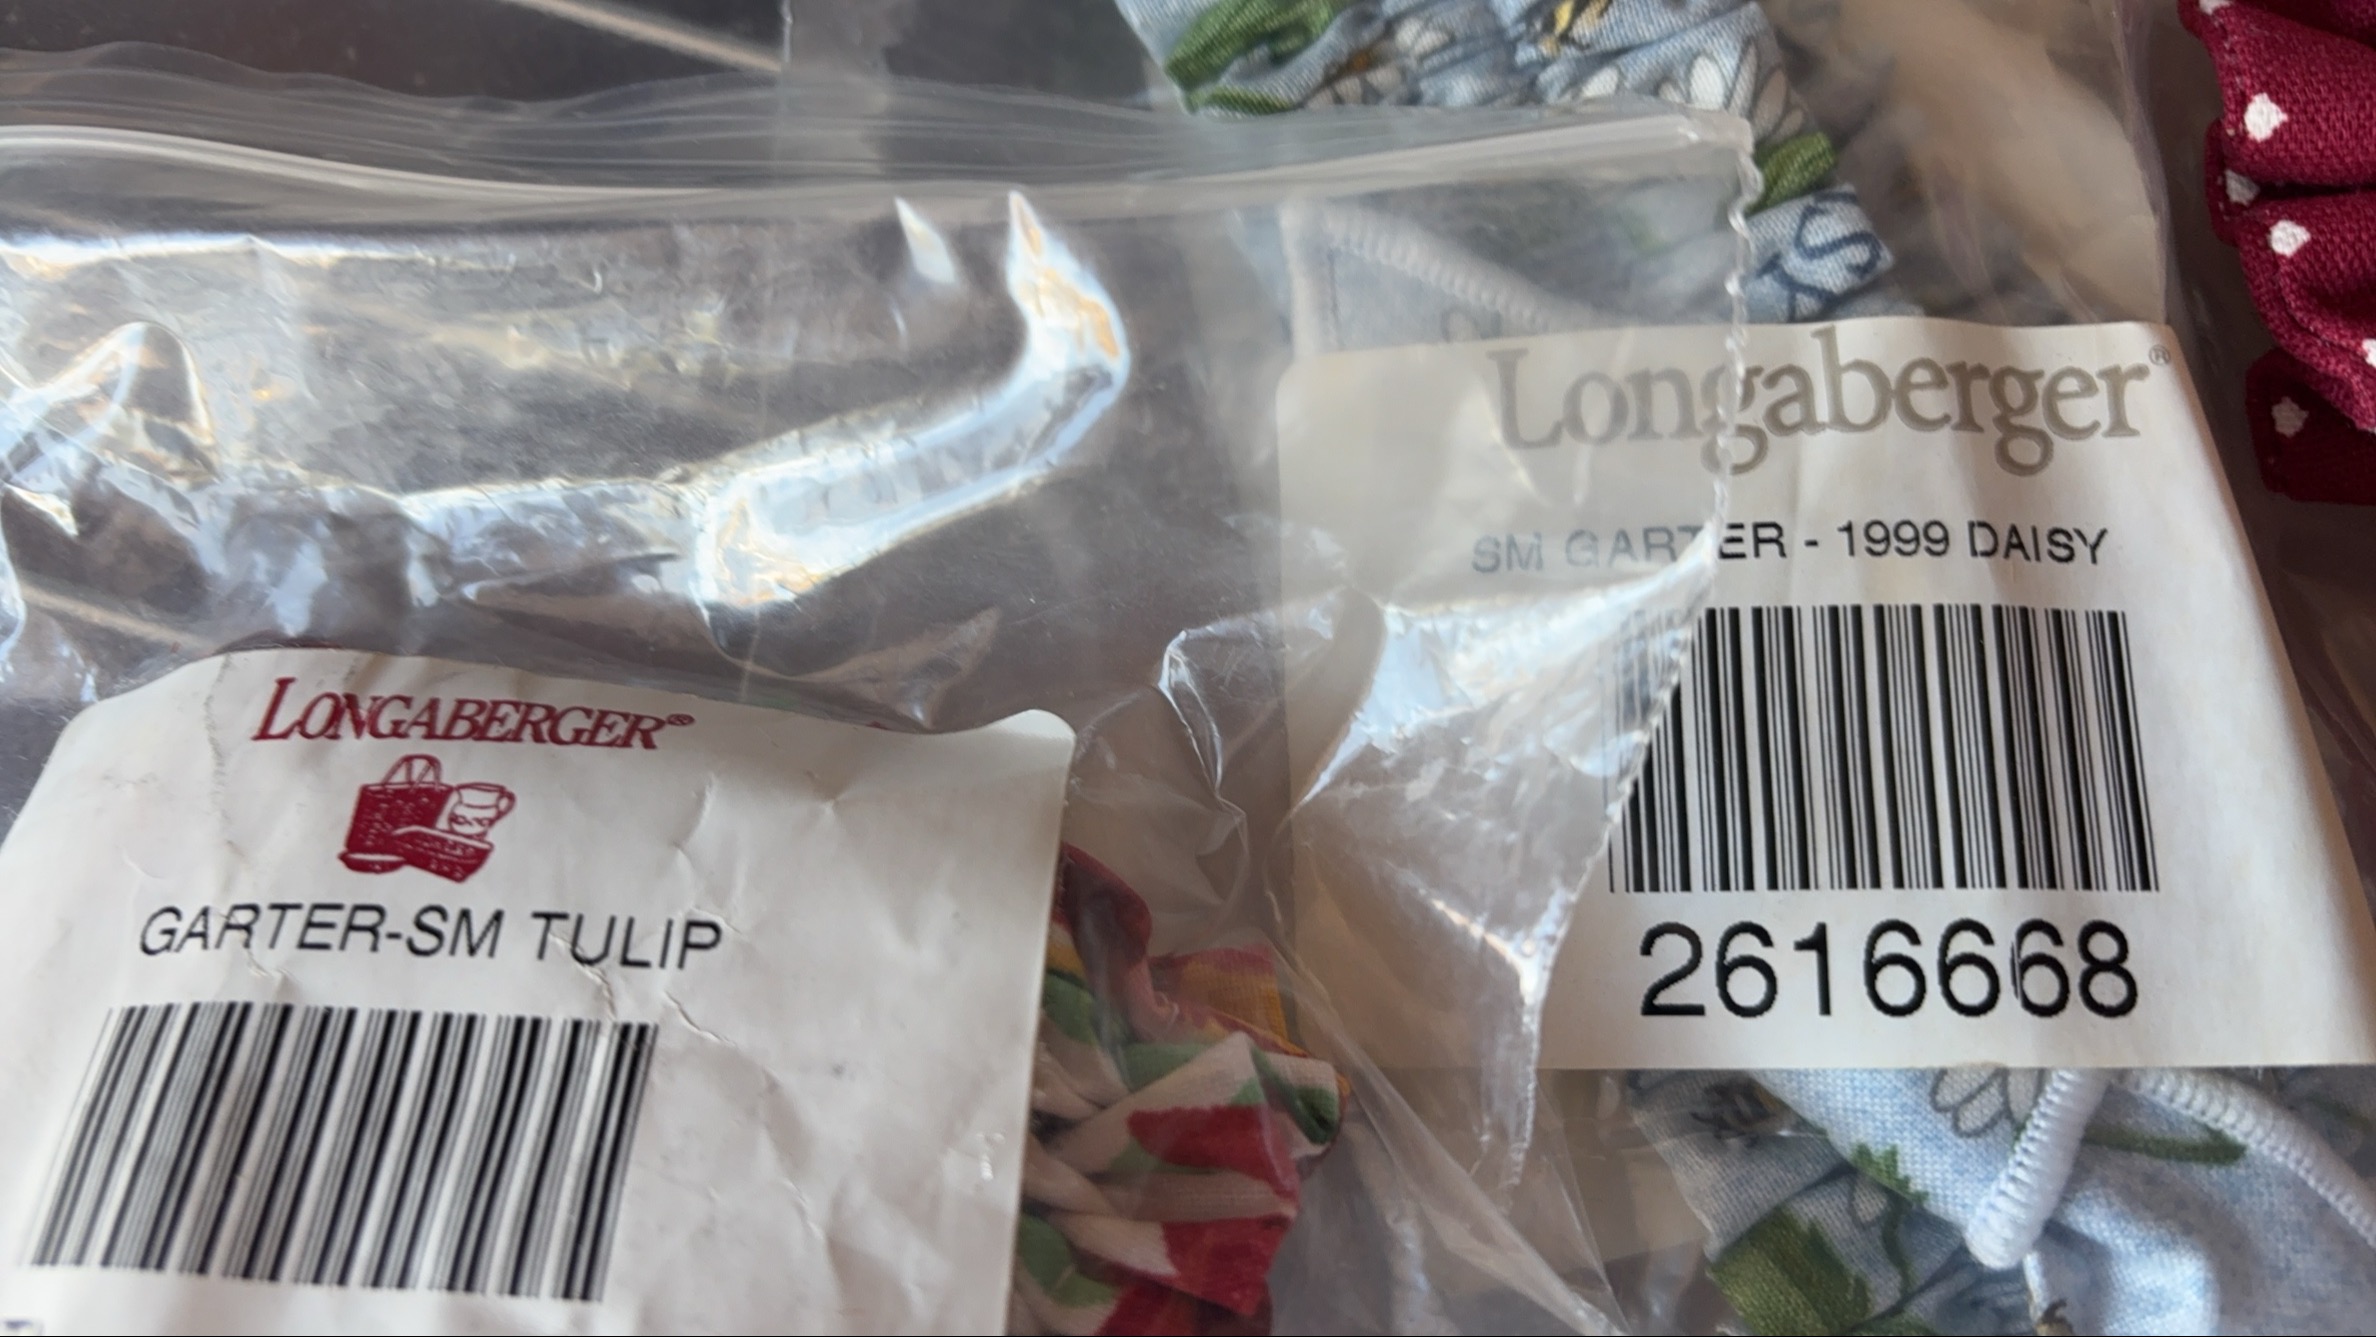 LONGABERGER®
GARTER-SM TULIP
Longaberger®
SM GARTER - 1999 DAISY
2616668